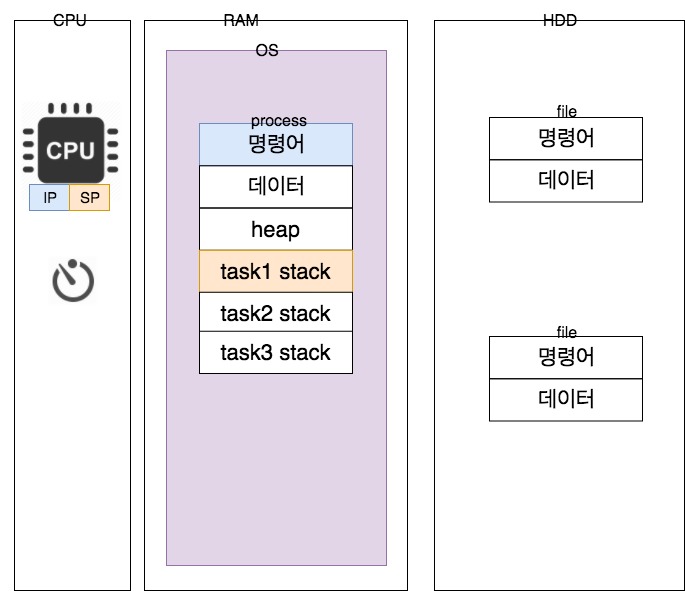 CPU
CPU
IP
SP
RAM
OS
process
명령어
데이터
heap
task1 stack
task2 stack
task3 stack
HDD
file
명령어
데이터
file
명령어
데이터